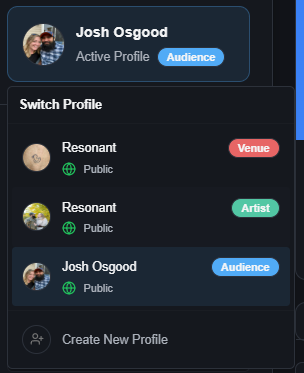 Josh Osgood
Active Profile Audience
Switch Profile
Resonant Venue
Public
Resonant Artist
Public
Josh Osgood Audience
Public
Create New Profile